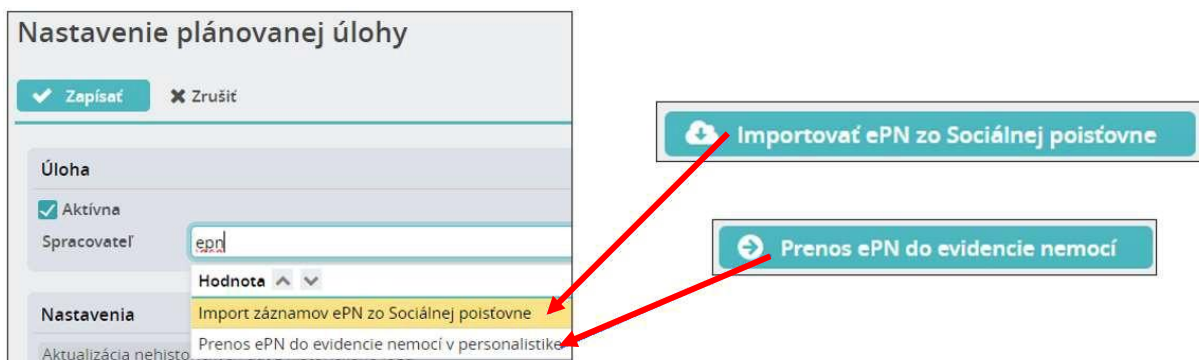 Nastavenie plánovanej úlohy
Zapísať Zrušiť
Úloha
Aktívna
Spracovateľ epn
Hodnota
Nastavenia Import záznamov ePN zo Sociálnej poisťovne
Prenos ePN do evidencie nemocí v personalistike
Aktualizácia
Importovať ePN zo Sociálnej poisťovne
Prenos ePN do evidencie nemocí